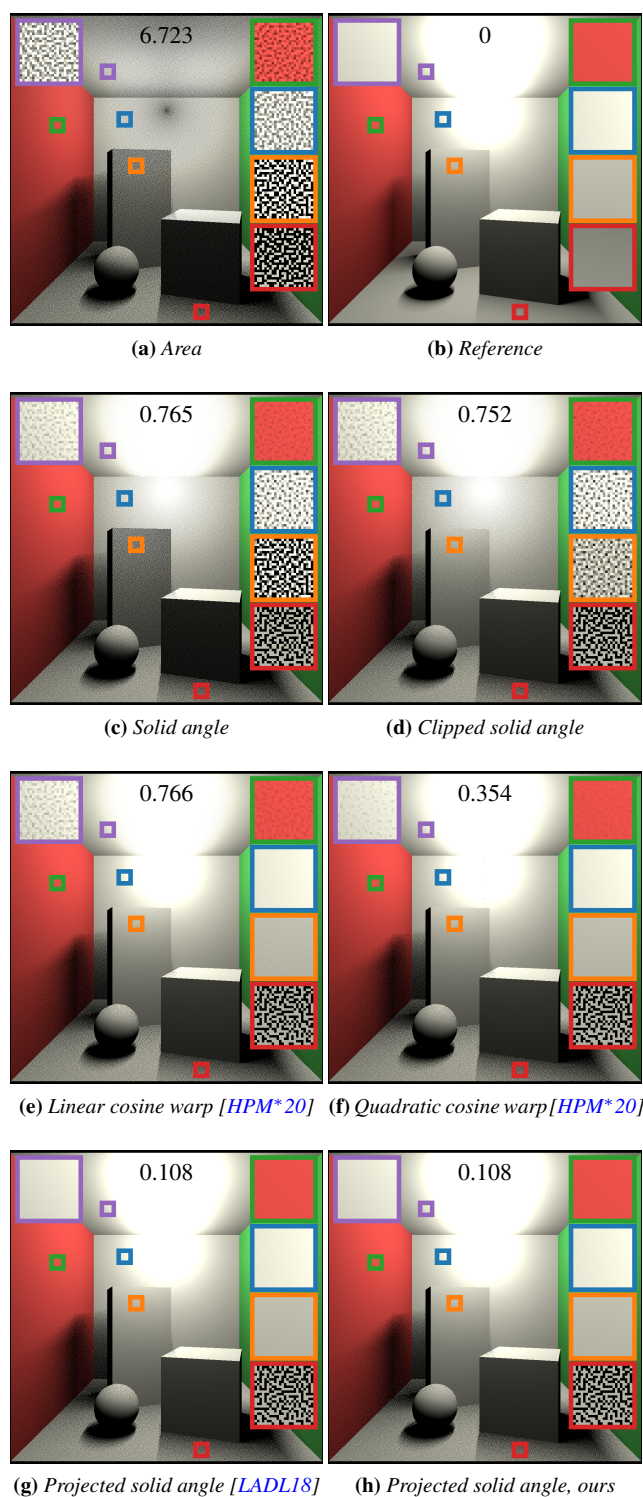 6.723
0
(a) Area
(b) Reference
0.765
0.752
(c) Solid angle
(d) Clipped solid angle
0.766
0.354
(e) Linear cosine warp [HPM*20]
(f) Quadratic cosine warp[HPM*20]
0.108
0.108
(g) Projected solid angle [LADL18]
(h) Projected solid angle, ours